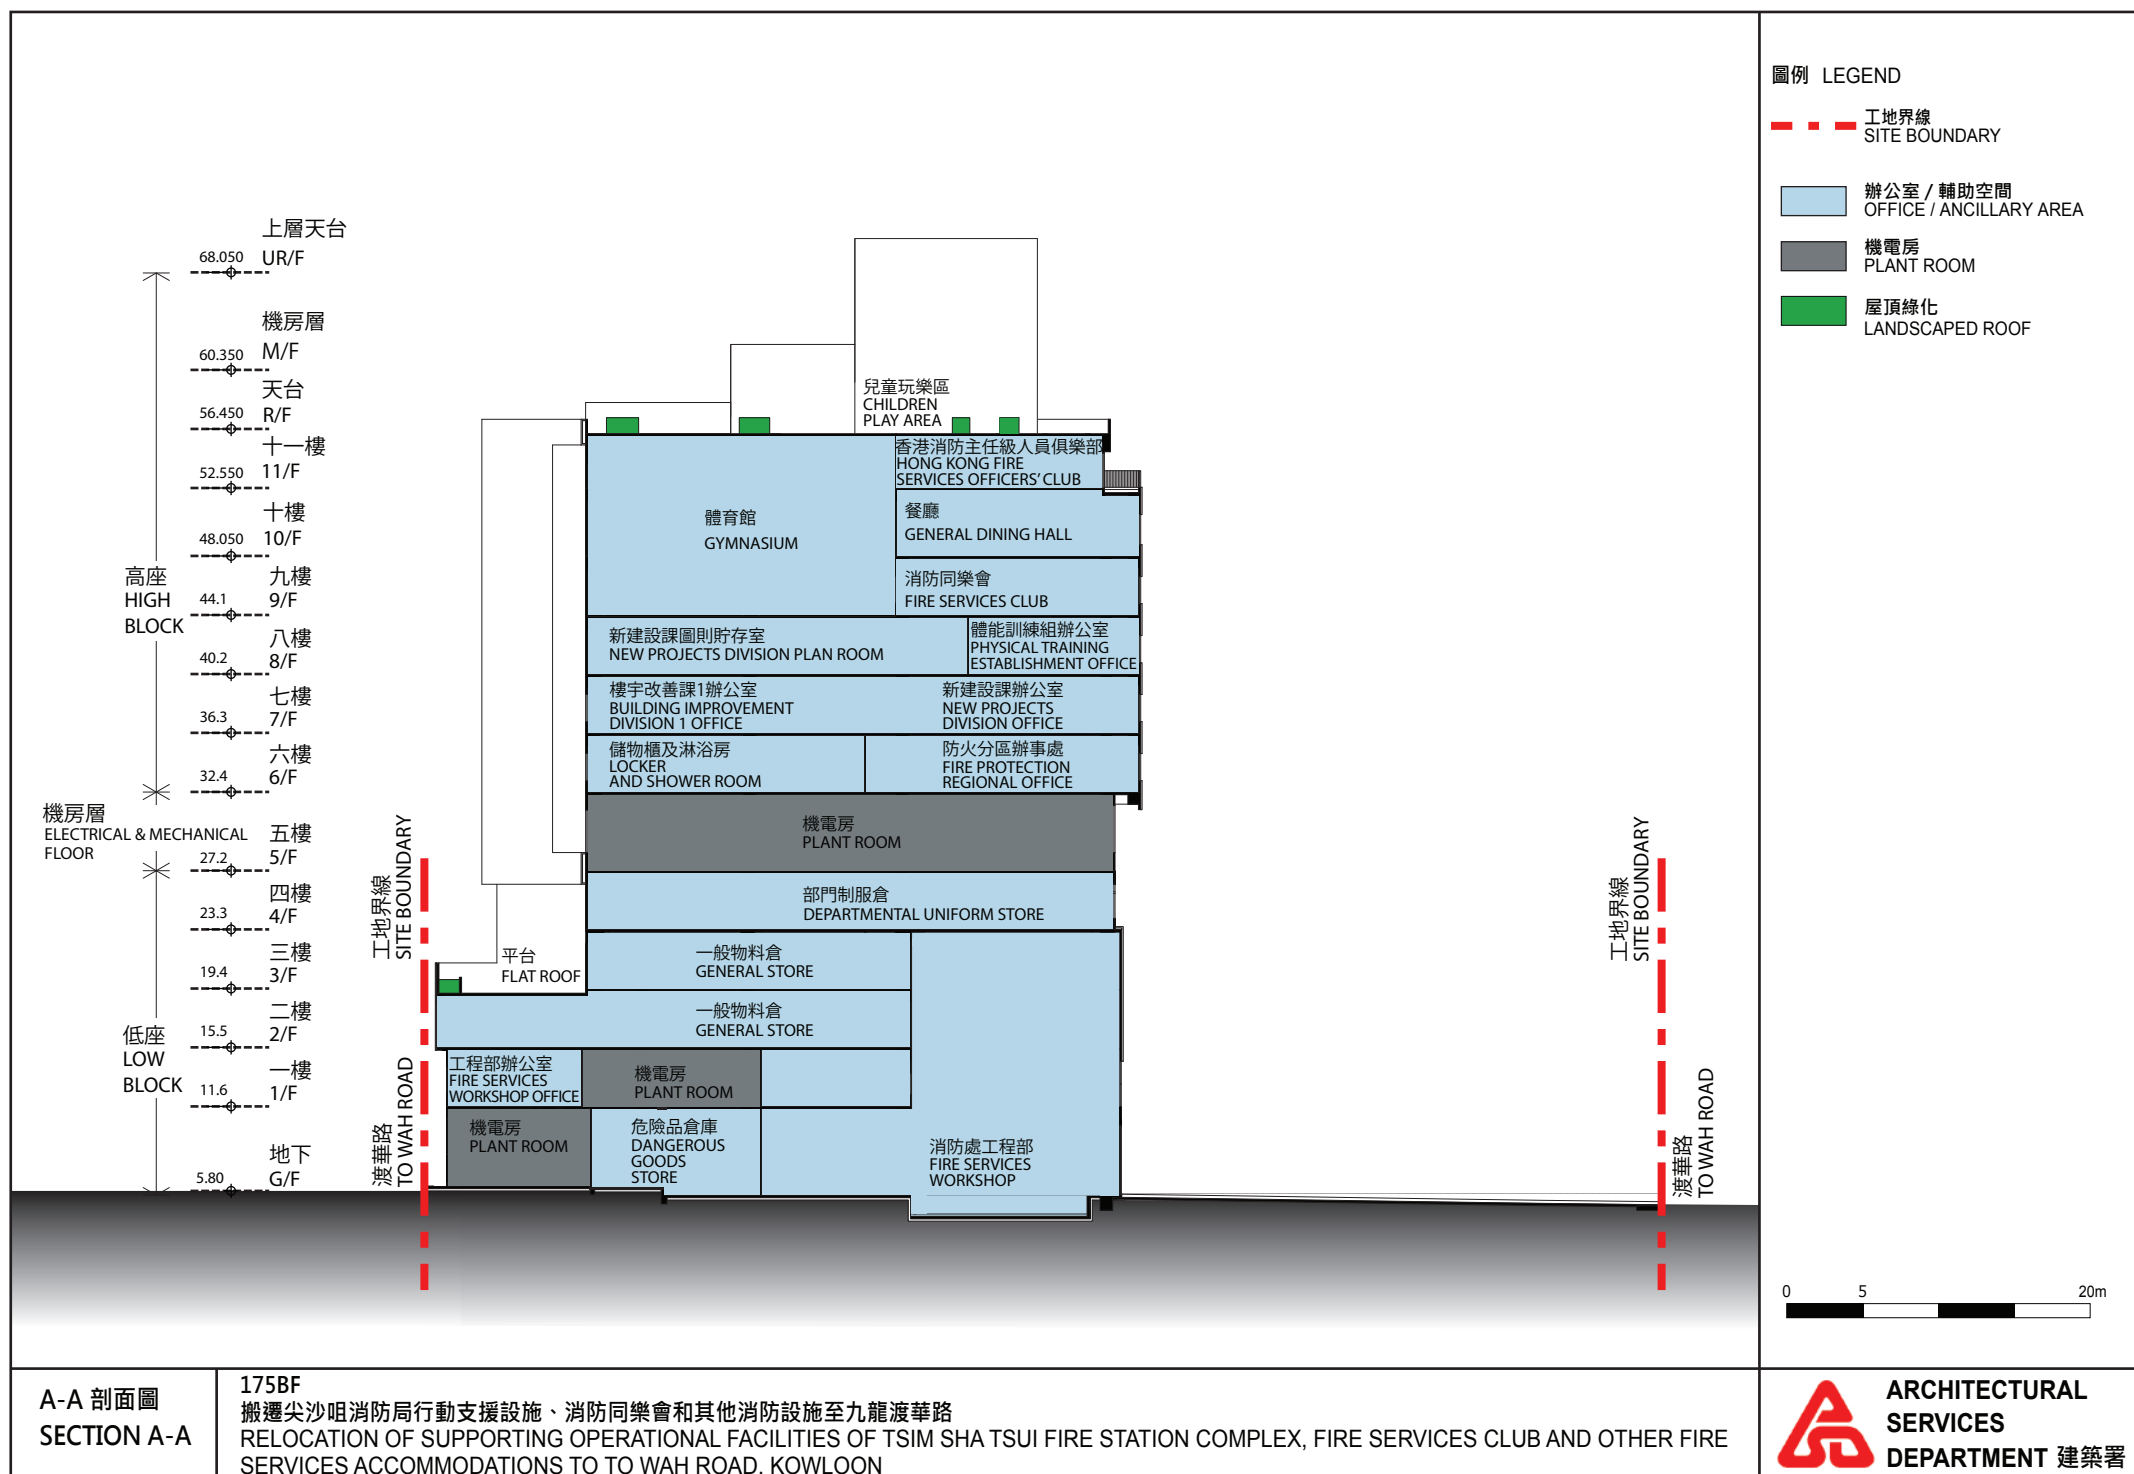 圖例 LEGEND
工地界線
SITE BOUNDARY
辦公室 / 輔助空間
OFFICE / ANCILLARY AREA
機電房
PLANT ROOM
屋頂綠化
LANDSCAPED ROOF
上層天台
68.050 UR/F
機房層
60.350 M/F
天台
56.450 R/F
十一樓
52.550 11/F
十樓
48.050 10/F
九樓
44.1 9/F
八樓
40.2 8/F
七樓
36.3 7/F
六樓
32.4 6/F
五樓
27.2 5/F
四樓
23.3 4/F
三樓
19.4 3/F
二樓
15.5 2/F
一樓
11.6 1/F
地下
5.80 G/F
高座
HIGH
BLOCK
機房層
ELECTRICAL & MECHANICAL
FLOOR
低座
LOW
BLOCK
工地界線
SITE BOUNDARY
渡華路
TO WAH ROAD
兒童玩樂區
CHILDREN
PLAY AREA
香港消防主任級人員俱樂部
HONG KONG FIRE
SERVICES OFFICERS' CLUB
體育館
GYMNASIUM
餐廳
GENERAL DINING HALL
消防同樂會
FIRE SERVICES CLUB
新建設課圖則貯存室
NEW PROJECTS DIVISION PLAN ROOM
體能訓練組辦公室
PHYSICAL TRAINING
ESTABLISHMENT OFFICE
樓宇改善課1辦公室
BUILDING IMPROVEMENT
DIVISION 1 OFFICE
新建設課辦公室
NEW PROJECTS
DIVISION OFFICE
儲物櫃及淋浴房
LOCKER
AND SHOWER ROOM
防火分區辦事處
FIRE PROTECTION
REGIONAL OFFICE
機電房
PLANT ROOM
部門制服倉
DEPARTMENTAL UNIFORM STORE
平台
FLAT ROOF
一般物料倉
GENERAL STORE
一般物料倉
GENERAL STORE
工程部辦公室
FIRE SERVICES
WORKSHOP OFFICE
機電房
PLANT ROOM
機電房
PLANT ROOM
危險品倉庫
DANGEROUS
GOODS
STORE
消防處工程部
FIRE SERVICES
WORKSHOP
工地界線
SITE BOUNDARY
渡華路
TO WAH ROAD
0 5 20m
A-A 剖面圖
SECTION A-A
175BF
搬遷尖沙咀消防局行動支援設施、消防同樂會和其他消防設施至九龍渡華路
RELOCATION OF SUPPORTING OPERATIONAL FACILITIES OF TSIM SHA TSUI FIRE STATION COMPLEX, FIRE SERVICES CLUB AND OTHER FIRE
SERVICES ACCOMMODATIONS TO TO WAH ROAD, KOWLOON
ARCHITECTURAL
SERVICES
DEPARTMENT 建築署